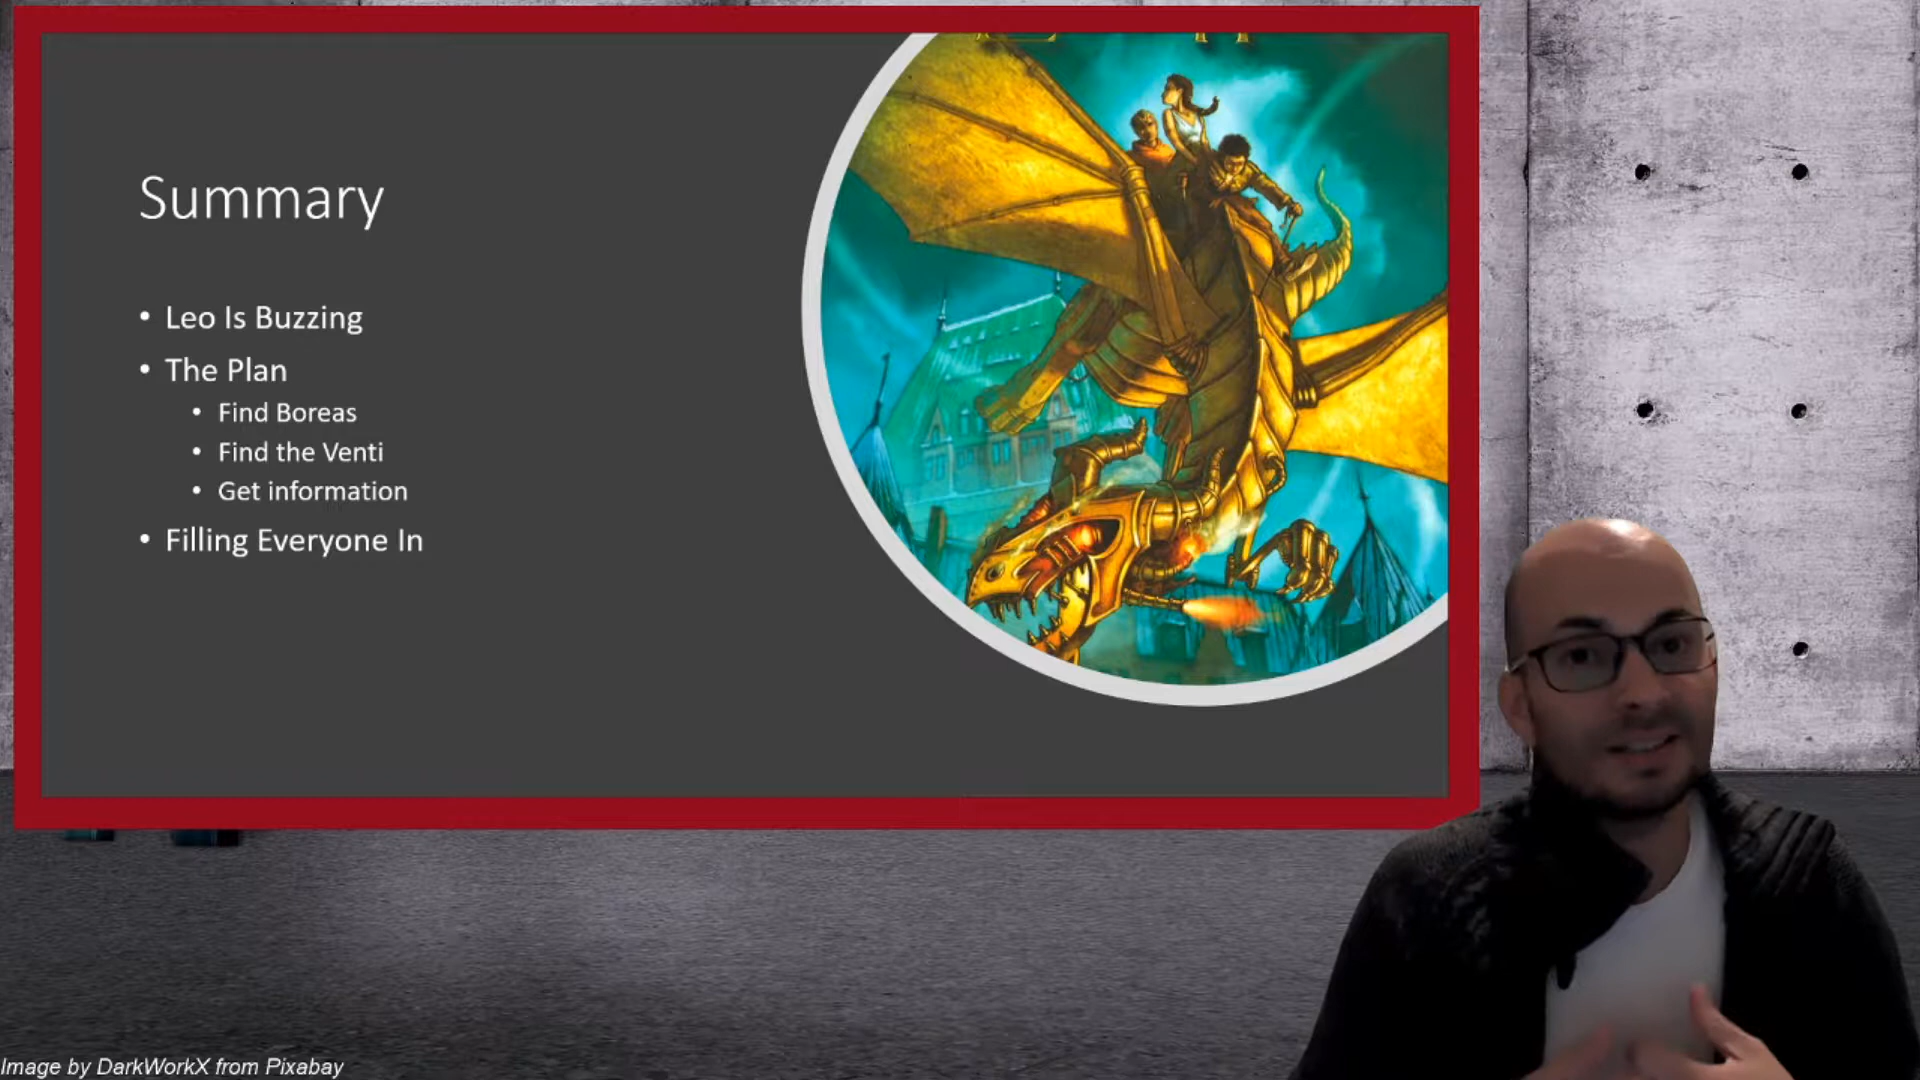 Summary
• Leo Is Buzzing
• The Plan
• Find Boreas
• Find the Venti
• Get information
• Filling Everyone In
Image by DarkWorkX from Pixabay